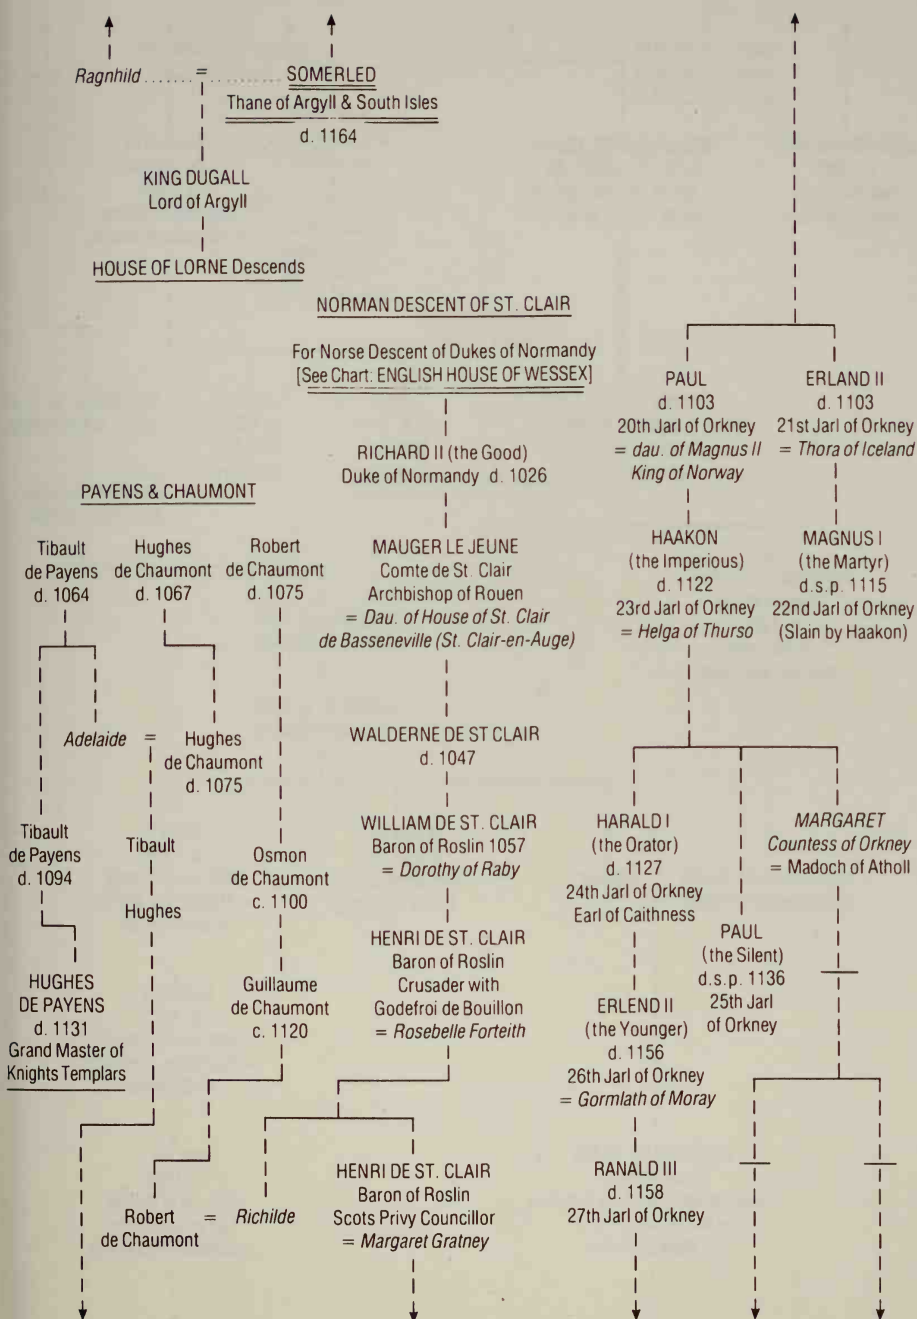 Ragnhild ....... = ............ SOMERLED
Thane of Argyll & South Isles
d. 1164
KING DUGALL
Lord of Argyll
HOUSE OF LORNE Descends
NORMAN DESCENT OF ST. CLAIR
For Norse Descent of Dukes of Normandy
[See Chart: ENGLISH HOUSE OF WESSEX]
RICHARD II (the Good)
Duke of Normandy d. 1026
MAUGER LE JEUNE
Comte de St. Clair
Archbishop of Rouen
= Dau. of House of St. Clair
de Basseneville (St. Clair-en-Auge)
WALDERNE DE ST CLAIR
d. 1047
WILLIAM DE ST. CLAIR
Baron of Roslin 1057
= Dorothy of Raby
HENRI DE ST. CLAIR
Baron of Roslin
Crusader with
Godefroi de Bouillon
= Rosebelle Forteith
HENRI DE ST. CLAIR
Baron of Roslin
Scots Privy Councillor
= Margaret Gratney
PAYENS & CHAUMONT
Tibault
de Payens
d. 1064
Hughes
de Chaumont
d. 1067
Robert
de Chaumont
d. 1075
Adelaide =
Hughes
de Chaumont
d. 1075
Tibault
de Payens
d. 1094
Tibault
Hughes
Osmon
de Chaumont
c. 1100
HUGHES
DE PAYENS
d. 1131
Grand Master of
Knights Templars
Guillaume
de Chaumont
c. 1120
Robert
de Chaumont
= Richilde
PAUL
d. 1103
20th Jarl of Orkney
= dau. of Magnus II
King of Norway
ERLAND II
d. 1103
21st Jarl of Orkney
= Thora of Iceland
HAAKON
(the Imperious)
d. 1122
23rd Jarl of Orkney
= Helga of Thurso
MAGNUS I
(the Martyr)
d.s.p. 1115
22nd Jarl of Orkney
(Slain by Haakon)
HARALD I
(the Orator)
d. 1127
24th Jarl of Orkney
Earl of Caithness
PAUL
(the Silent)
d.s.p. 1136
25th Jarl
of Orkney
MARGARET
Countess of Orkney
= Madoch of Atholl
ERLEND II
(the Younger)
d. 1156
26th Jarl of Orkney
= Gormlath of Moray
RANALD III
d. 1158
27th Jarl of Orkney